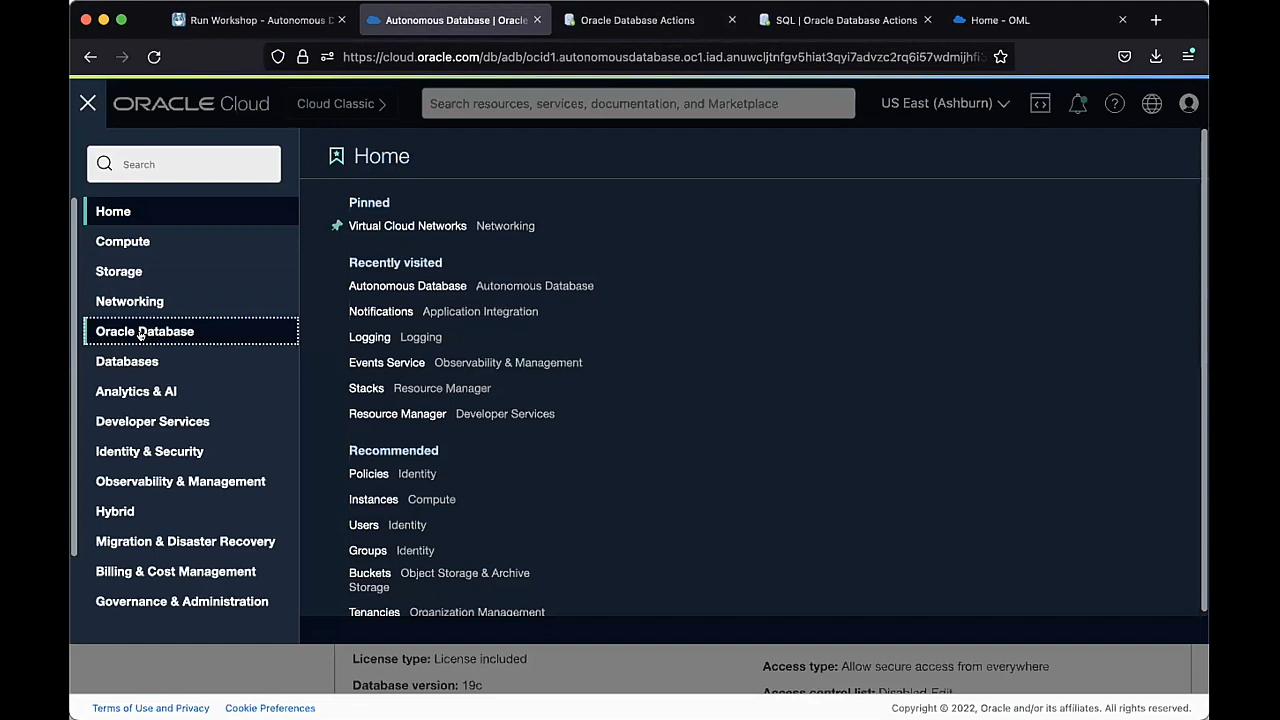 Run Workshop - Autonomous D
Autonomous Database | Oracle
Oracle Database Actions
SQL | Oracle Database Actions
Home - OML
https://cloud.oracle.com/db/adb/ocid1.autonomousdatabase.oc1.iad.anuwcljtnfgv5hiat3qyi7advzc2rq6i57wdmijhfi
ORACLE Cloud
Cloud Classic
Search resources, services, documentation, and Marketplace
US East (Ashburn)
Search
Home
Compute
Storage
Networking
Oracle Database
Databases
Analytics & AI
Developer Services
Identity & Security
Observability & Management
Hybrid
Migration & Disaster Recovery
Billing & Cost Management
Governance & Administration
Home
Pinned
Virtual Cloud Networks Networking
Recently visited
Autonomous Database Autonomous Database
Notifications Application Integration
Logging Logging
Events Service Observability & Management
Stacks Resource Manager
Resource Manager Developer Services
Recommended
Policies Identity
Instances Compute
Users Identity
Groups Identity
Buckets Object Storage & Archive
Storage
Tenancies Organization Management
License type: License included
Database version: 19c
Access type: Allow secure access from everywhere
Access control list: Disabled Edit
Terms of Use and Privacy
Cookie Preferences
Copyright © 2022, Oracle and/or its affiliates. All rights reserved.